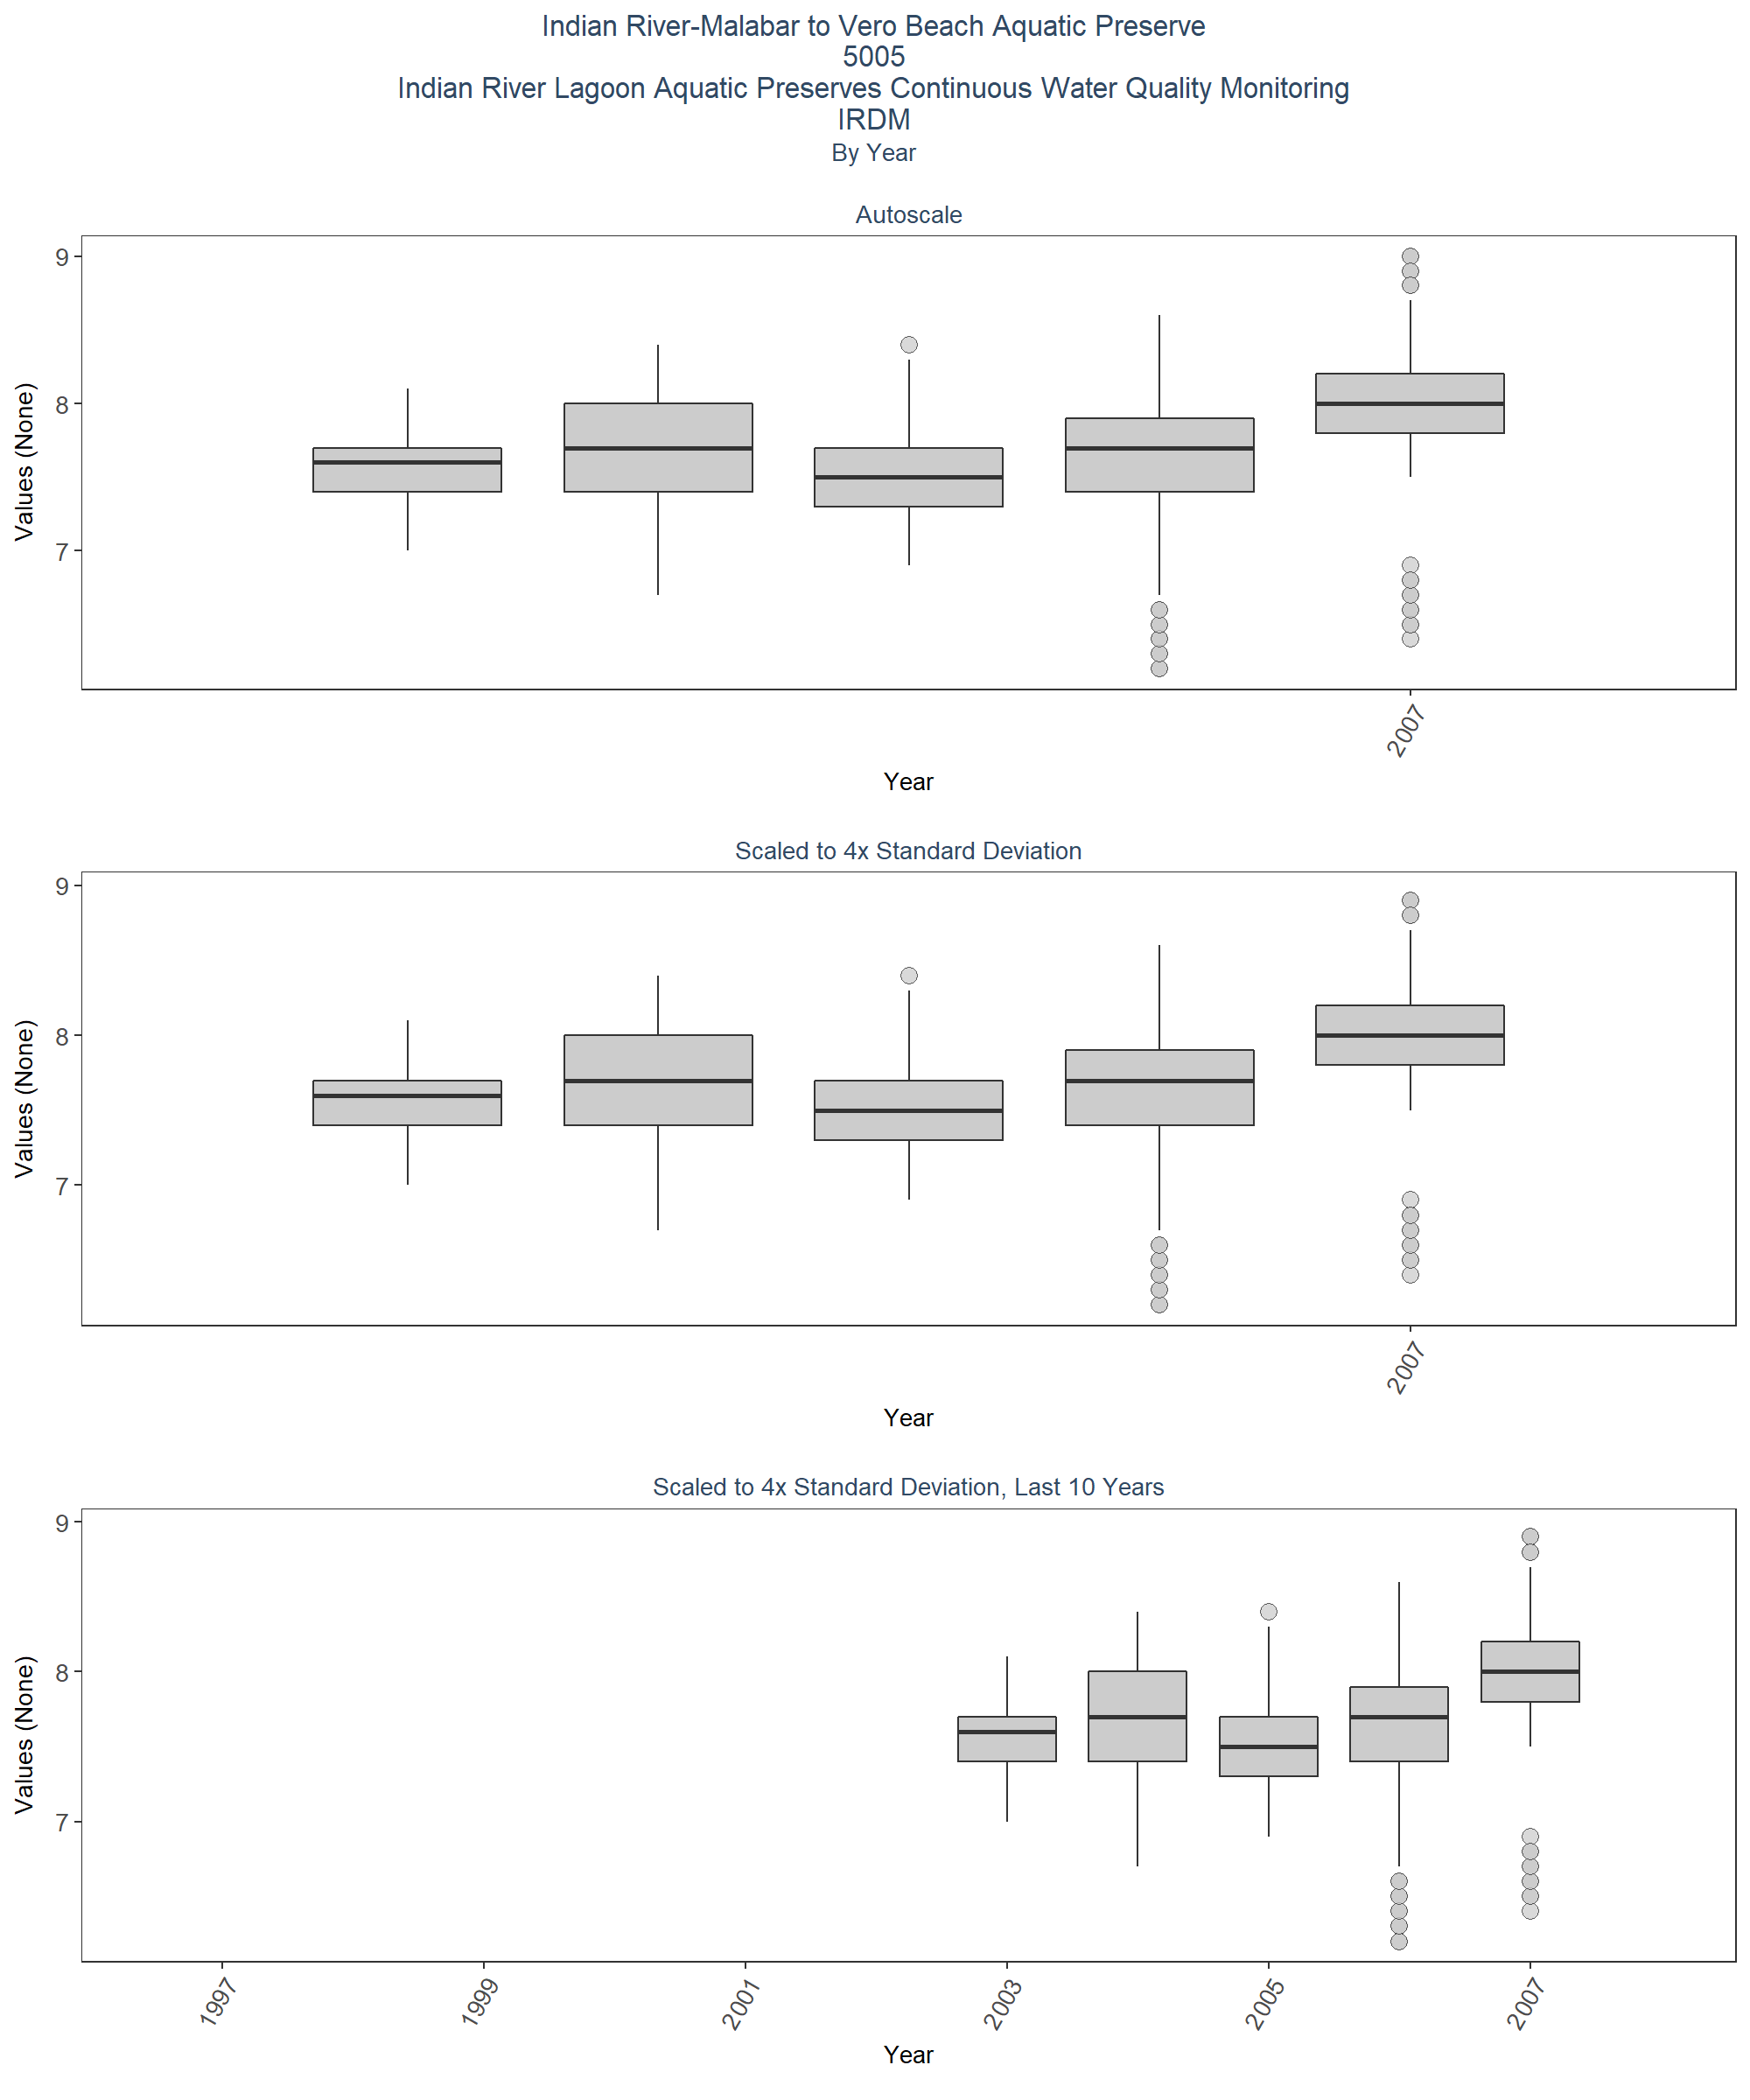 Indian River-Malabar to Vero Beach Aquatic Preserve
5005
Indian River Lagoon Aquatic Preserves Continuous Water Quality Monitoring
IRDM
By Year
Autoscale
9
8
7
Values (None)
2007
Year
Scaled to 4x Standard Deviation
9
8
7
Values (None)
2007
Year
Scaled to 4x Standard Deviation, Last 10 Years
9
8
7
Values (None)
1997
1999
2001
2003
2005
2007
Year